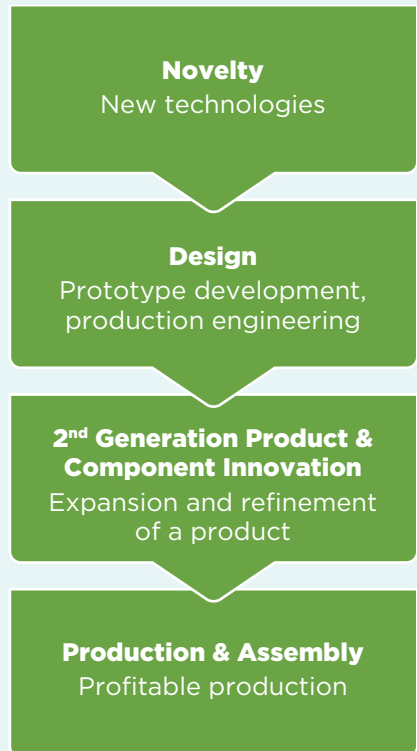 Novelty
New technologies
Design
Prototype development,
production engineering
2nd Generation Product &
Component Innovation
Expansion and refinement
of a product
Production & Assembly
Profitable production